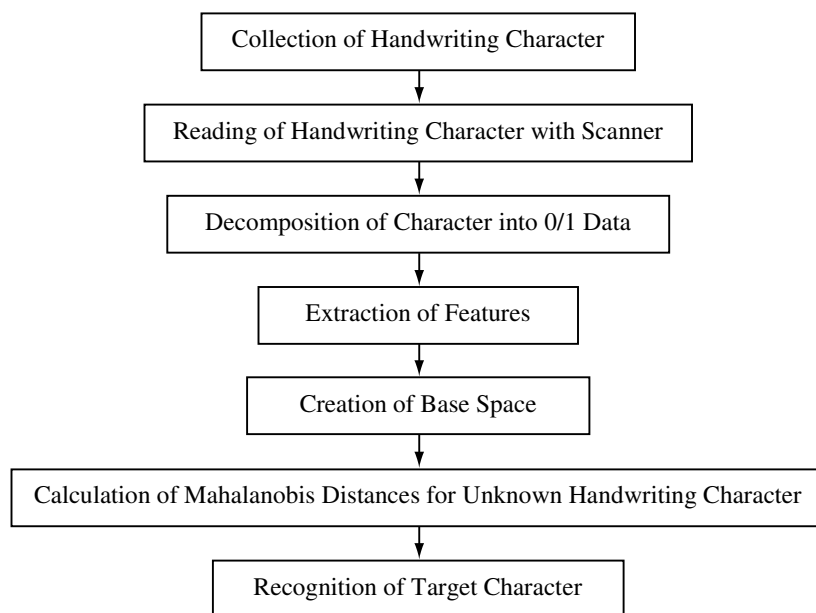 Collection of Handwriting Character
Reading of Handwriting Character with Scanner
Decomposition of Character into 0/1 Data
Extraction of Features
Creation of Base Space
Calculation of Mahalanobis Distances for Unknown Handwriting Character
Recognition of Target Character